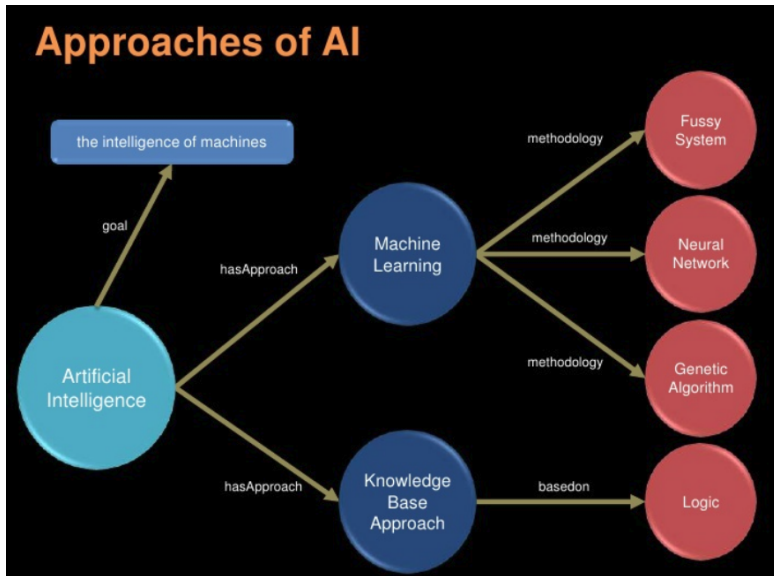 Approaches of AI
the intelligence of machines
goal
Artificial
Intelligence
hasApproach
Machine
Learning
methodology
Fussy
System
methodology
Neural
Network
methodology
Genetic
Algorithm
hasApproach
Knowledge
Base
Approach
basedon
Logic